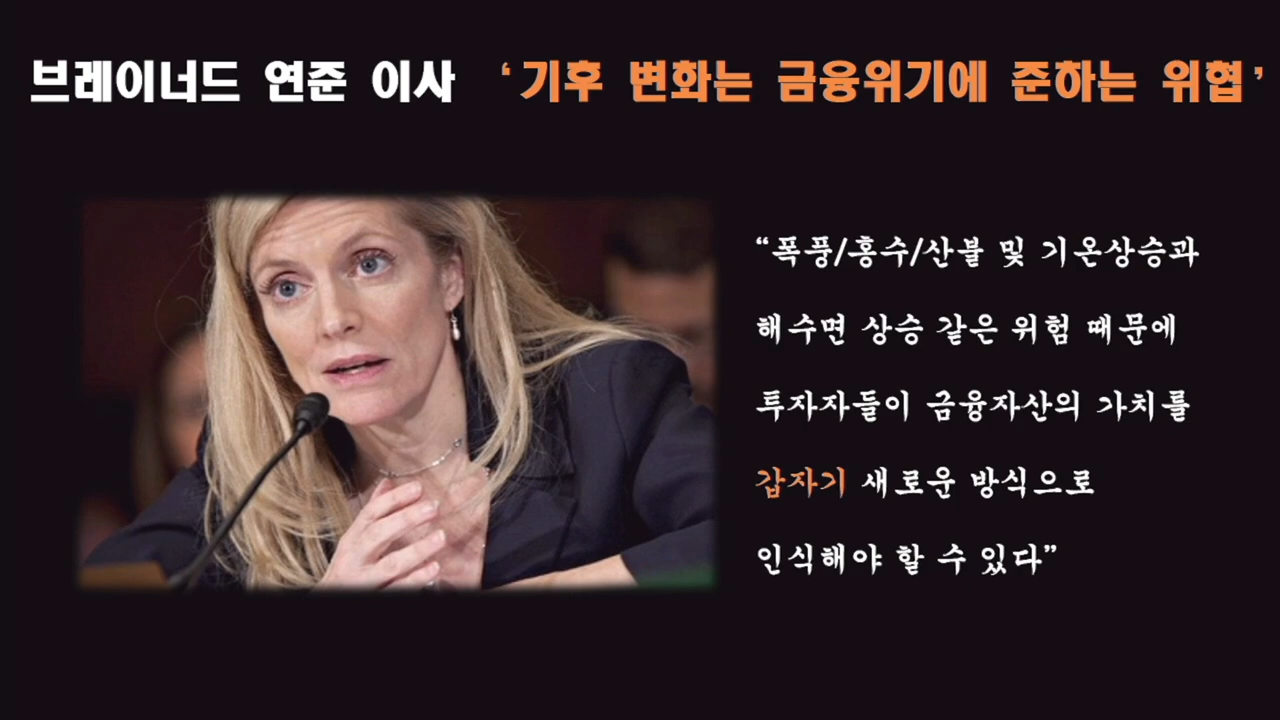 브레이너드 연준 이사 ‘기후 변화는 금융위기에 준하는 위협’
“폭풍/홍수/산불 및 기온상승과
해수면 상승 같은 위험 때문에
투자자들이 금융자산의 가치를
갑자기 새로운 방식으로
인식해야 할 수 있다”